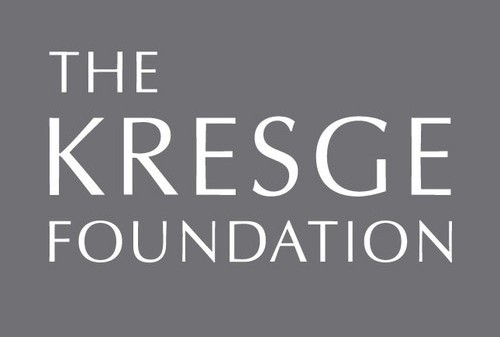 THE
KRESGE
FOUNDATION